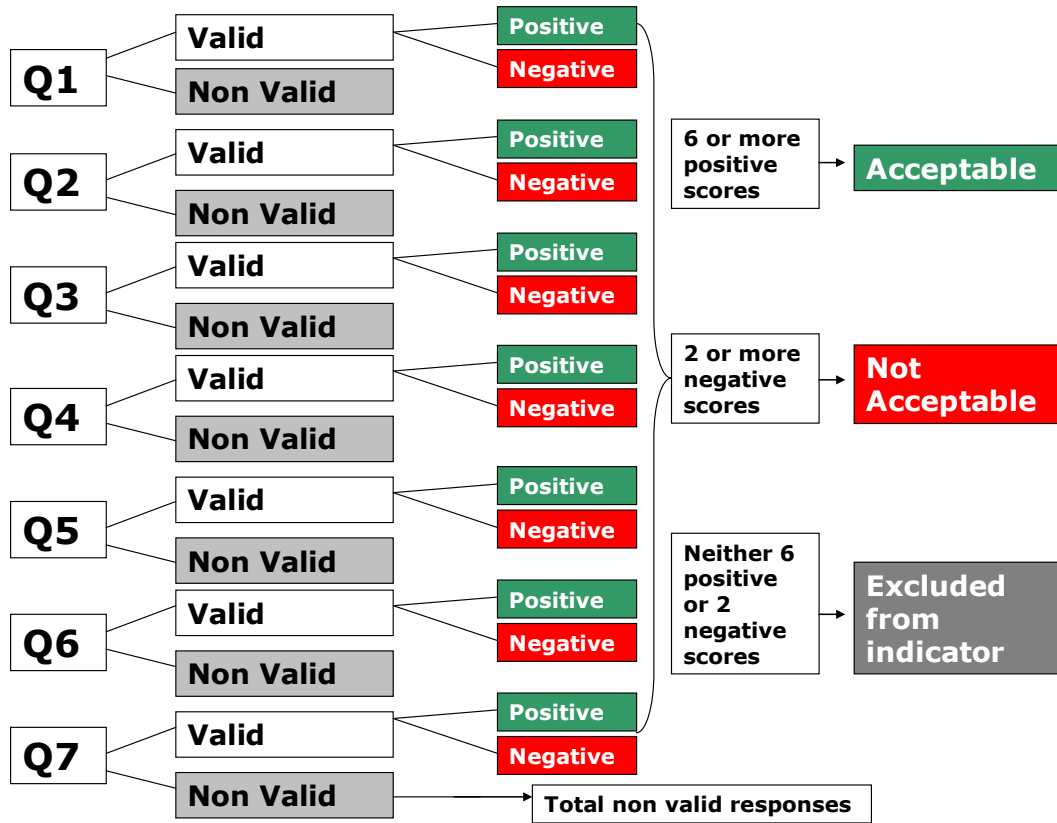 Q1
Valid
Non Valid
Positive
Negative
Q2
Valid
Non Valid
Positive
Negative
Q3
Valid
Non Valid
Positive
Negative
Q4
Valid
Non Valid
Positive
Negative
Q5
Valid
Non Valid
Positive
Negative
Q6
Valid
Non Valid
Positive
Negative
Q7
Valid
Non Valid
Positive
Negative
Total non valid responses
6 or more
positive
scores
Acceptable
2 or more
negative
scores
Not
Acceptable
Neither 6
positive
or 2
negative
scores
Excluded
from
indicator